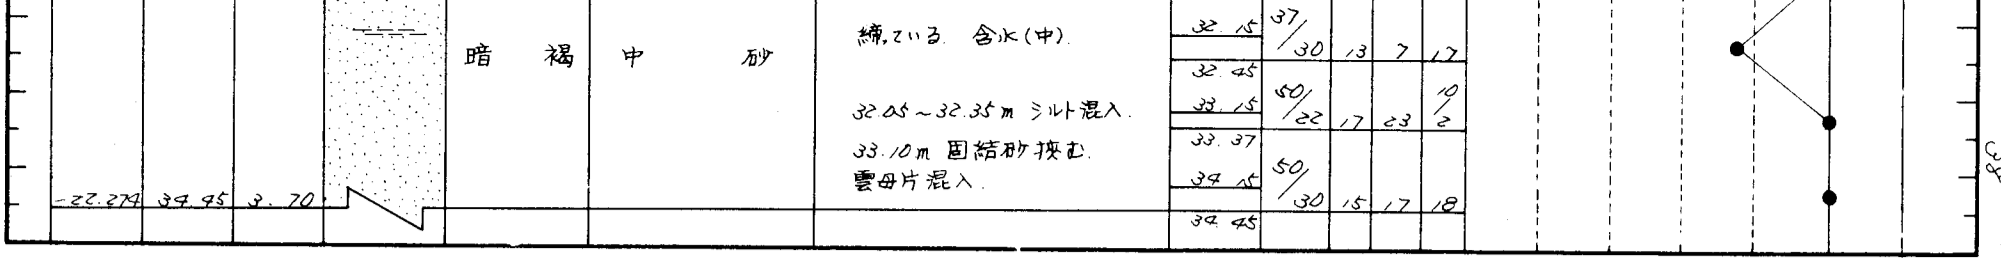 -22.274 34.45 3.70
暗褐
中砂
締っている 含水(中)
32.05~32.35m シルト混入.
33.10m 固結砂挟む.
雲母片混入.
32.15 37/30 13 7 17
32.45
33.15 50/22 17 23 10/2
33.37
34.15 50/30 15 17 18
34.45
38